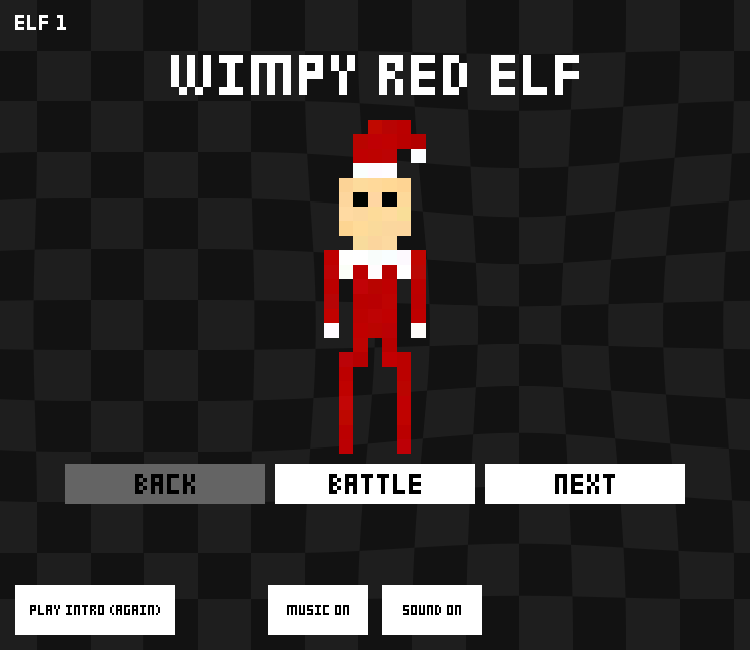 ELF 1
WIMPY RED ELF
BACK
BATTLE
NEXT
PLAY INTRO (AGAIN)
MUSIC ON
SOUND ON